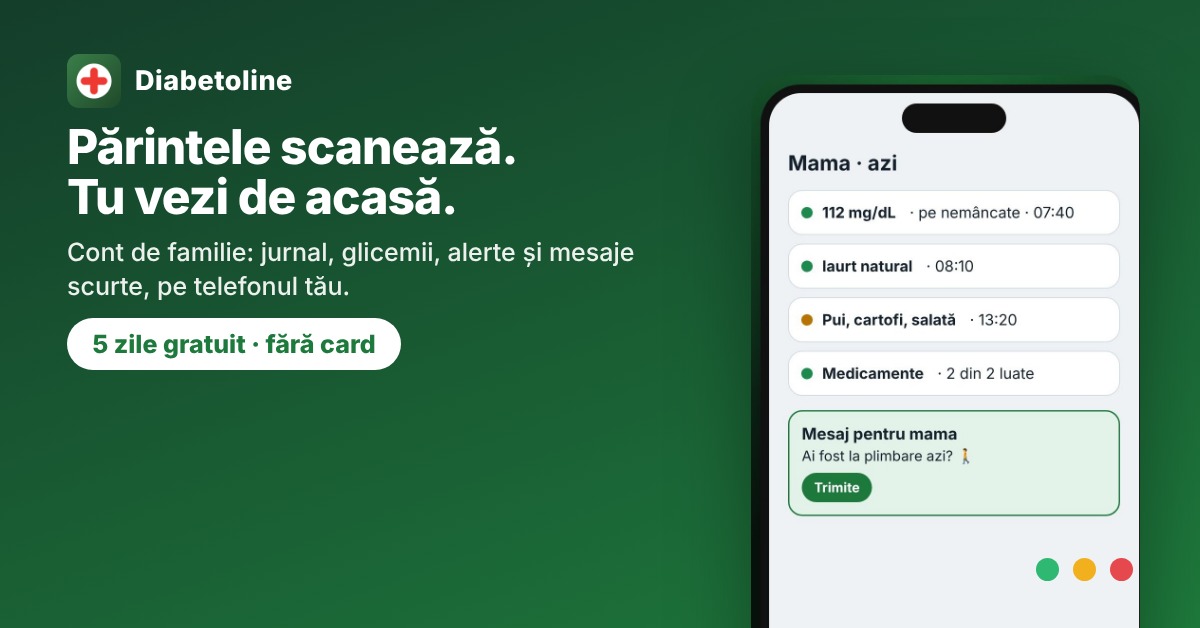 Diabetoline
Părintele scanează.
Tu vezi de acasă.
Cont de familie: jurnal, glicemii, alerte și mesaje
scurte, pe telefonul tău.
5 zile gratuit · fără card
Mama · azi
112 mg/dL · pe nemâncate · 07:40
Iaurt natural · 08:10
Pui, cartofi, salată · 13:20
Medicamente · 2 din 2 luate
Mesaj pentru mama
Ai fost la plimbare azi? 🚶
Trimite